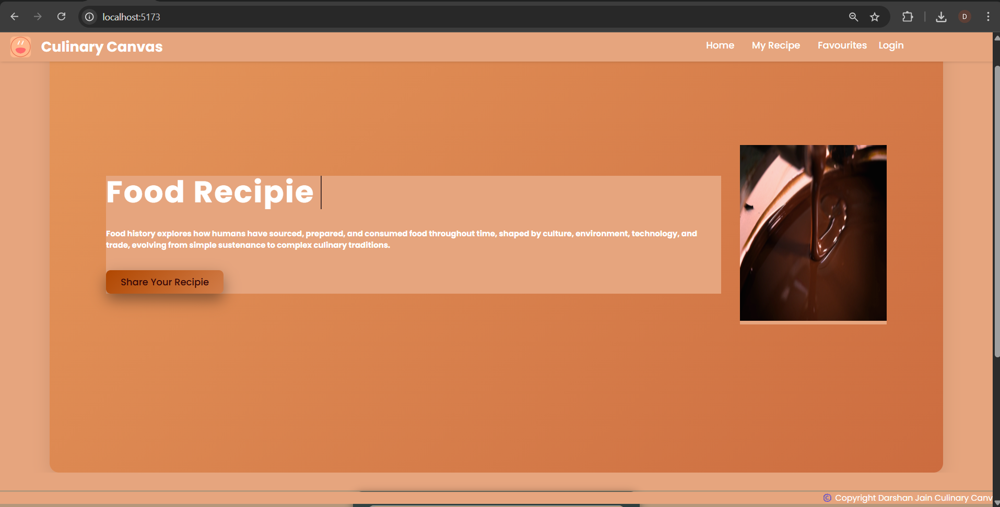 localhost:5173
D
Culinary Canvas
Home My Recipe Favourites Login
Food Recipie
Food history explores how humans have sourced, prepared, and consumed food throughout time, shaped by culture, environment, technology, and
trade, evolving from simple sustenance to complex culinary traditions.
Share Your Recipie
© Copyright Darshan Jain Culinary Canv